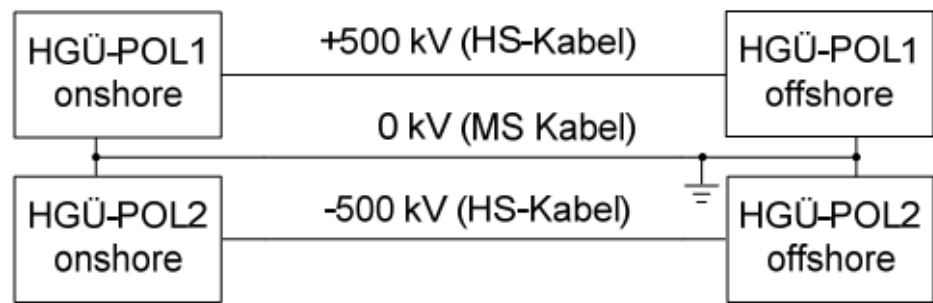 HGÜ-POL1
onshore
+500 kV (HS-Kabel)
HGÜ-POL1
offshore
0 kV (MS Kabel)
HGÜ-POL2
onshore
-500 kV (HS-Kabel)
HGÜ-POL2
offshore